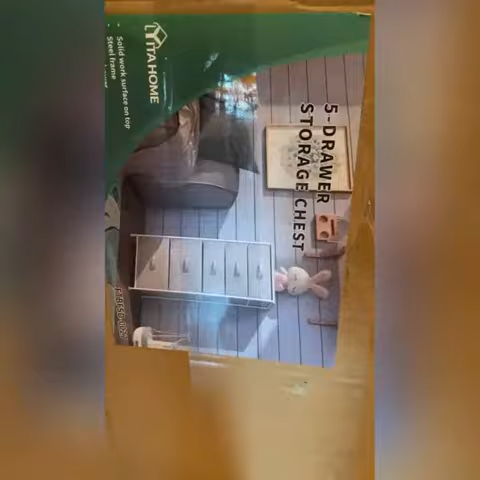 YITAHOME
Solid work surface on top
Steel frame
5-DRAWER
STORAGE CHEST